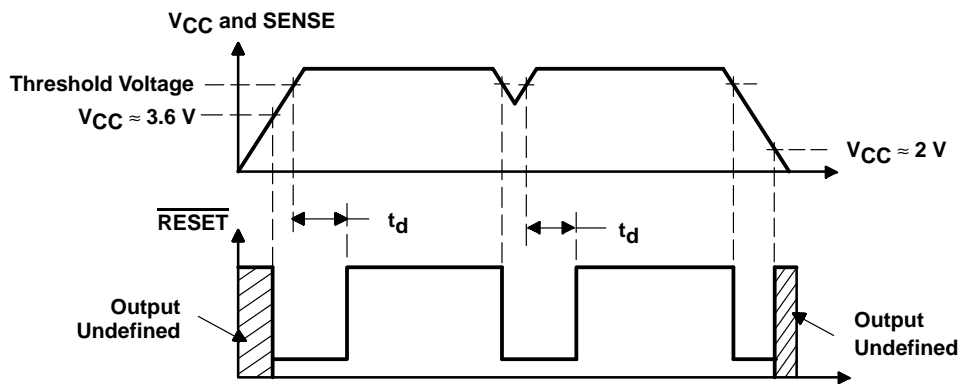 VCC and SENSE
Threshold Voltage
VCC ≈ 3.6 V
VCC ≈ 2 V
RESET
td
td
Output
Undefined
Output
Undefined